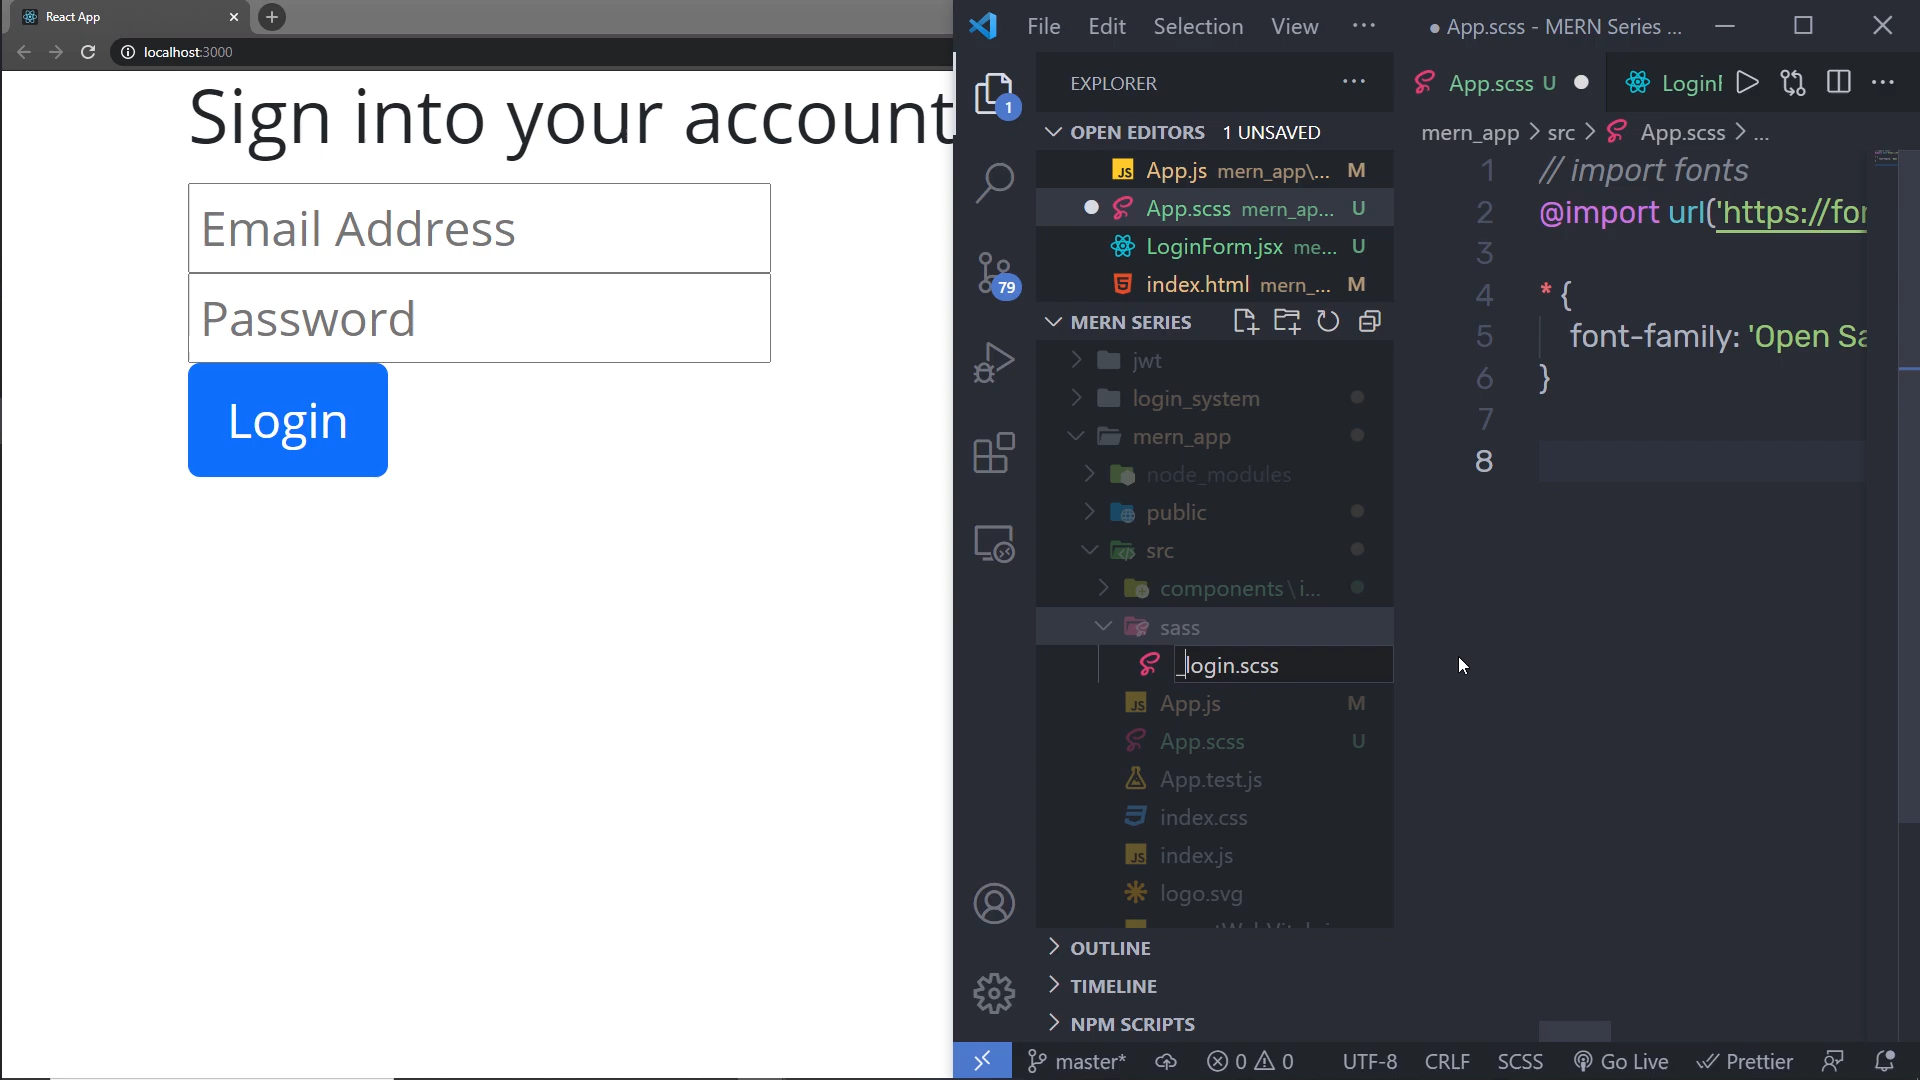 React App
localhost:3000
Sign into your account
Email Address
Password
Login
File Edit Selection View ...
● App.scss - MERN Series ...
EXPLORER
OPEN EDITORS 1 UNSAVED
App.js mern_app\... M
App.scss mern_ap... U
LoginForm.jsx me... U
index.html mern_... M
MERN SERIES
jwt
login_system
mern_app
node_modules
public
src
components\i...
sass
_login.scss
App.js M
App.scss U
App.test.js
index.css
index.js
logo.svg
OUTLINE
TIMELINE
NPM SCRIPTS
1
79
App.scss U
LoginF
mern_app > src > App.scss > ...
1 // import fonts
2 @import url('https://for
3
4 * {
5 font-family: 'Open Sa
6 }
7
8
master* 0 0 UTF-8 CRLF SCSS Go Live Prettier